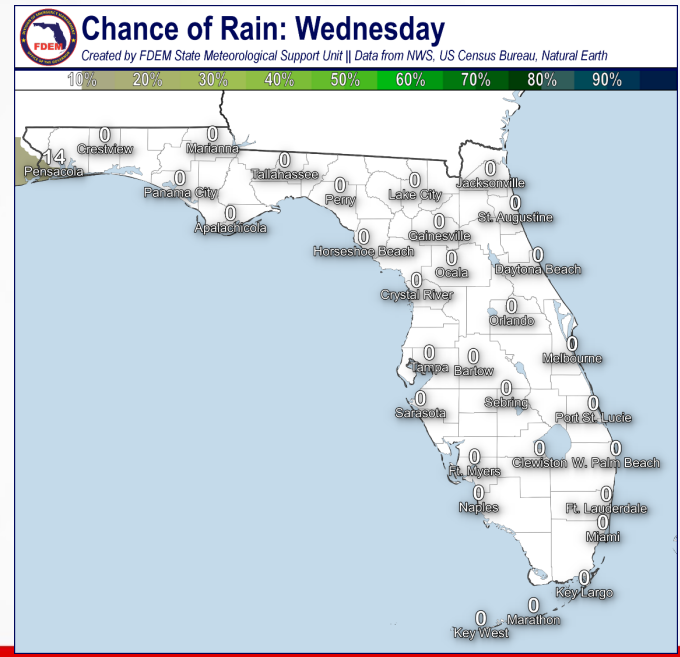 FDEM
Chance of Rain: Wednesday
Created by FDEM State Meteorological Support Unit || Data from NWS, US Census Bureau, Natural Earth
10% 20% 30% 40% 50% 60% 70% 80% 90%
0
Crestview
0
Marianna
14
Pensacola
0
Tallahassee
0
Panama City
0
Perry
0
Lake City
0
Jacksonville
0
Apalachicola
0
St. Augustine
0
Gainesville
0
Horseshoe Beach
0
Ocala
0
Daytona Beach
0
Crystal River
0
Orlando
0
Tampa
0
Bartow
0
Melbourne
0
Sebring
0
Sarasota
0
Port St. Lucie
0
Ft. Myers
0
Clewiston
0
W. Palm Beach
0
Naples
0
Ft. Lauderdale
0
Miami
0
Key Largo
0
Marathon
0
Key West